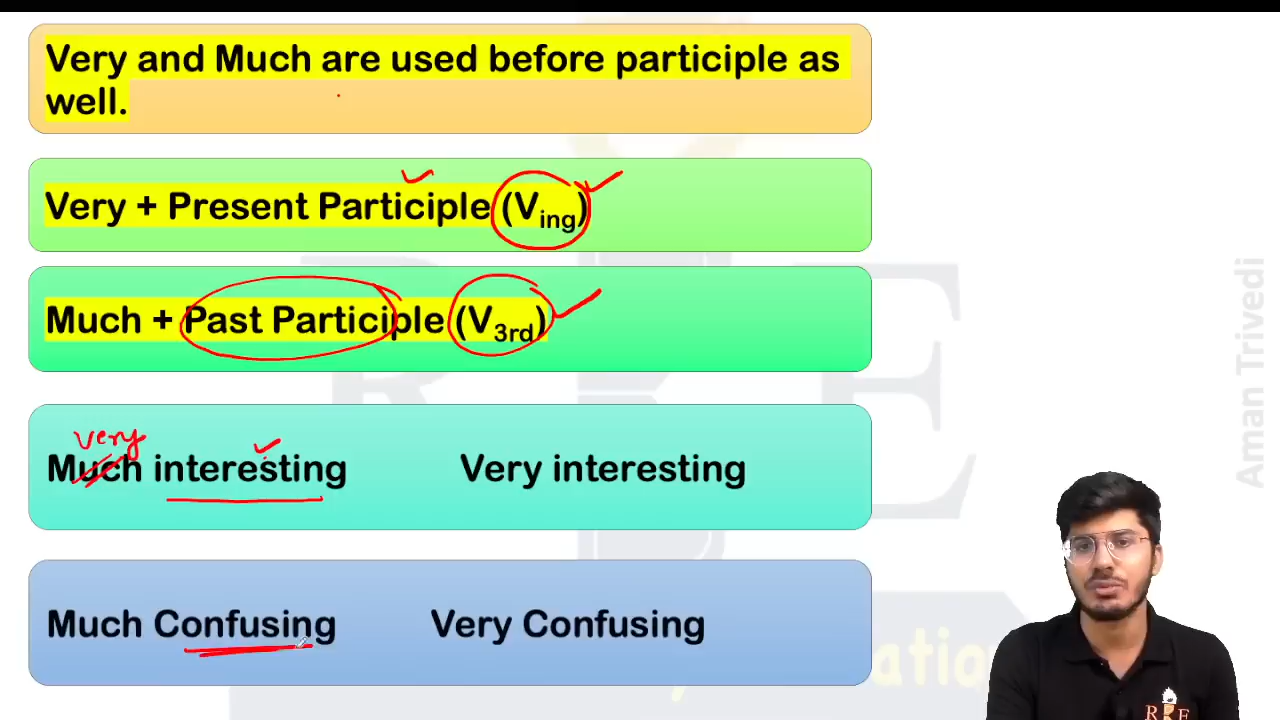 Very and Much are used before participle as
well.
Very + Present Participle (Ving)
Much + Past Participle (V3rd)
very
Much interesting Very interesting
Much Confusing Very Confusing
Aman Trivedi
R K E
RKE